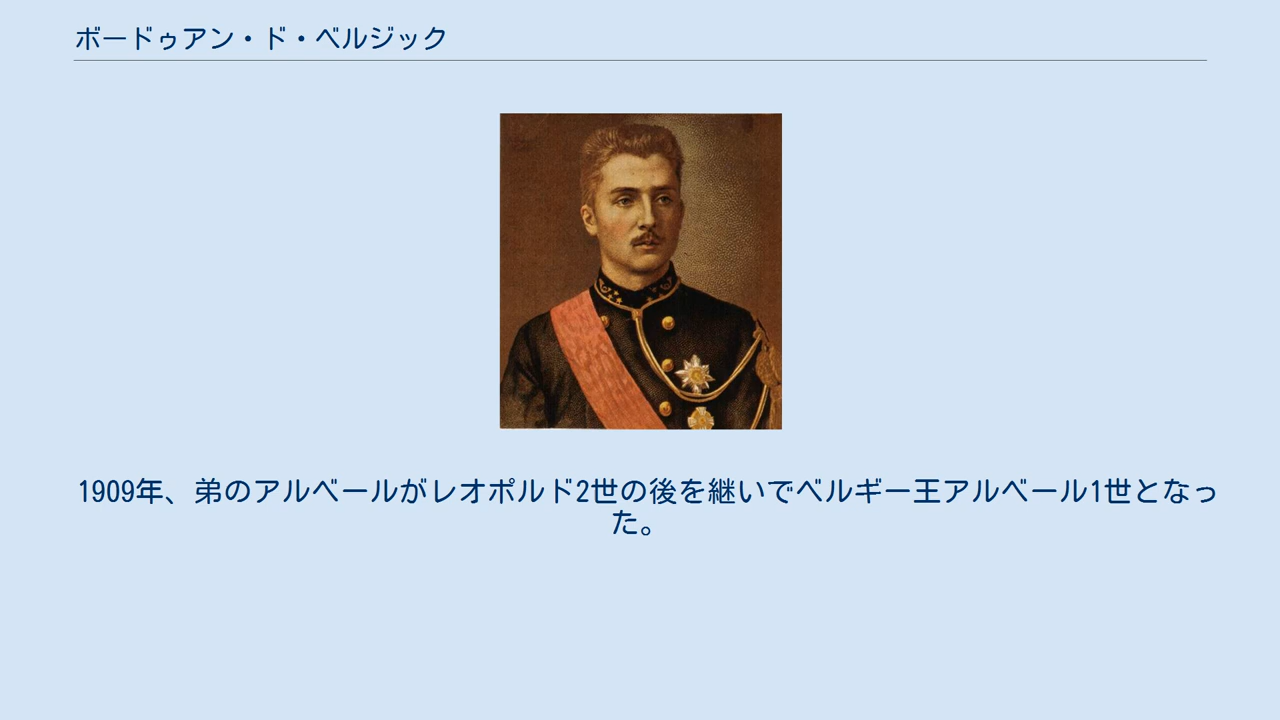 ボードゥアン・ド・ベルジック
1909年、弟のアルベールがレオポルド2世の後を継いでベルギー王アルベール1世となっ
た。